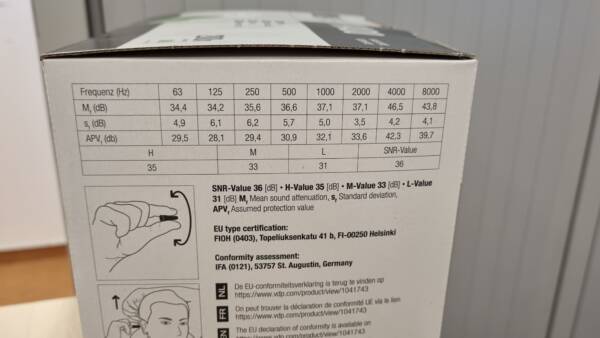 Frequenz (Hz) 63 125 250 500 1000 2000 4000 8000
Mf (dB) 34,4 34,2 35,6 36,6 37,1 37,1 46,5 43,8
sf (dB) 4,9 6,1 6,2 5,7 5,0 3,5 4,2 4,1
APVf (db) 29,5 28,1 29,4 30,9 32,1 33,6 42,3 39,7
H M L SNR-Value
35 33 31 36
SNR-Value 36 [dB] • H-Value 35 [dB] • M-Value 33 [dB] • L-Value
31 [dB] Mf Mean sound attenuation, sf Standard deviation,
APVf Assumed protection value
EU type certification:
FIOH (0403), Topeliuksenkatu 41 b, FI-00250 Helsinki
Conformity assessment:
IFA (0121), 53757 St. Augustin, Germany
NL De EU-conformiteitsverklaring is terug te vinden op
https://www.vdp.com/product/view/1041743
FR On peut trouver la déclaration de conformité UE via le lien
https://www.vdp.com/product/view/1041743
EN The EU declaration of conformity is available on
https://www.vdp.com/product/view/1041743